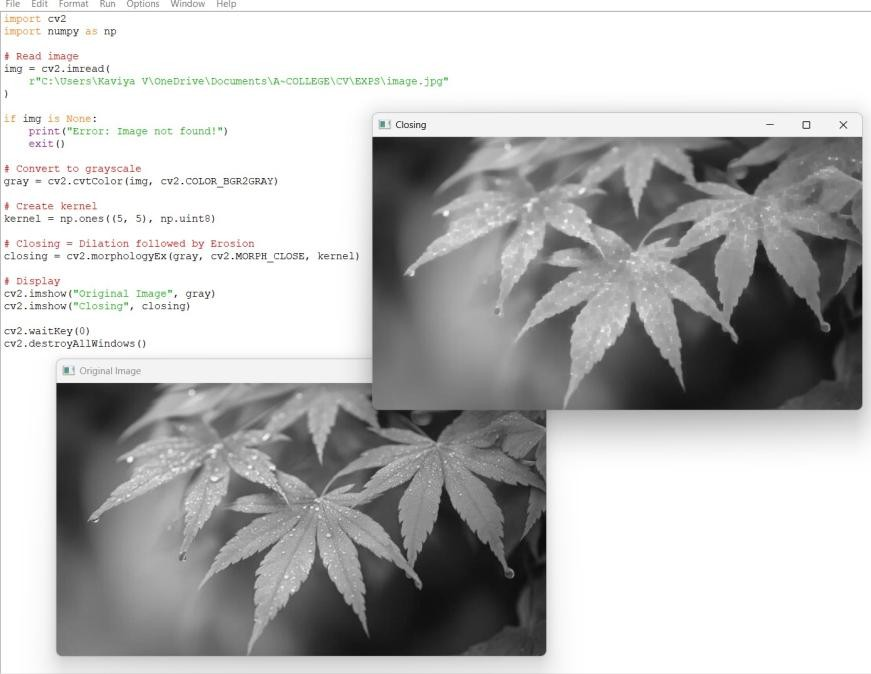 File Edit Format Run Options Window Help
import cv2
import numpy as np
# Read image
img = cv2.imread(
    r"C:\Users\Kaviya V\OneDrive\Documents\A~COLLEGE\CV\EXPS\image.jpg"
)
if img is None:
    print("Error: Image not found!")
    exit()
# Convert to grayscale
gray = cv2.cvtColor(img, cv2.COLOR_BGR2GRAY)
# Create kernel
kernel = np.ones((5, 5), np.uint8)
# Closing = Dilation followed by Erosion
closing = cv2.morphologyEx(gray, cv2.MORPH_CLOSE, kernel)
# Display
cv2.imshow("Original Image", gray)
cv2.imshow("Closing", closing)
cv2.waitKey(0)
cv2.destroyAllWindows()
Closing
Original Image